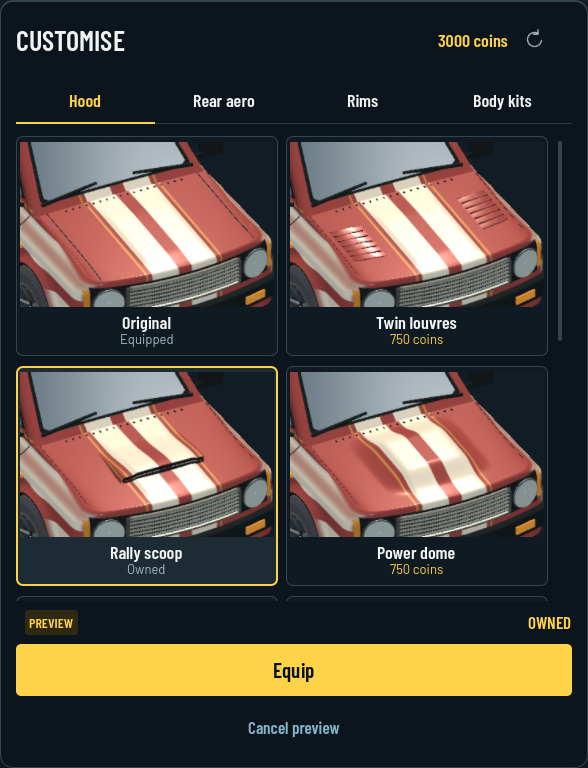 CUSTOMISE
3000 coins
Hood
Rear aero
Rims
Body kits
Original
Equipped
Twin louvres
750 coins
Rally scoop
Owned
Power dome
750 coins
PREVIEW
OWNED
Equip
Cancel preview